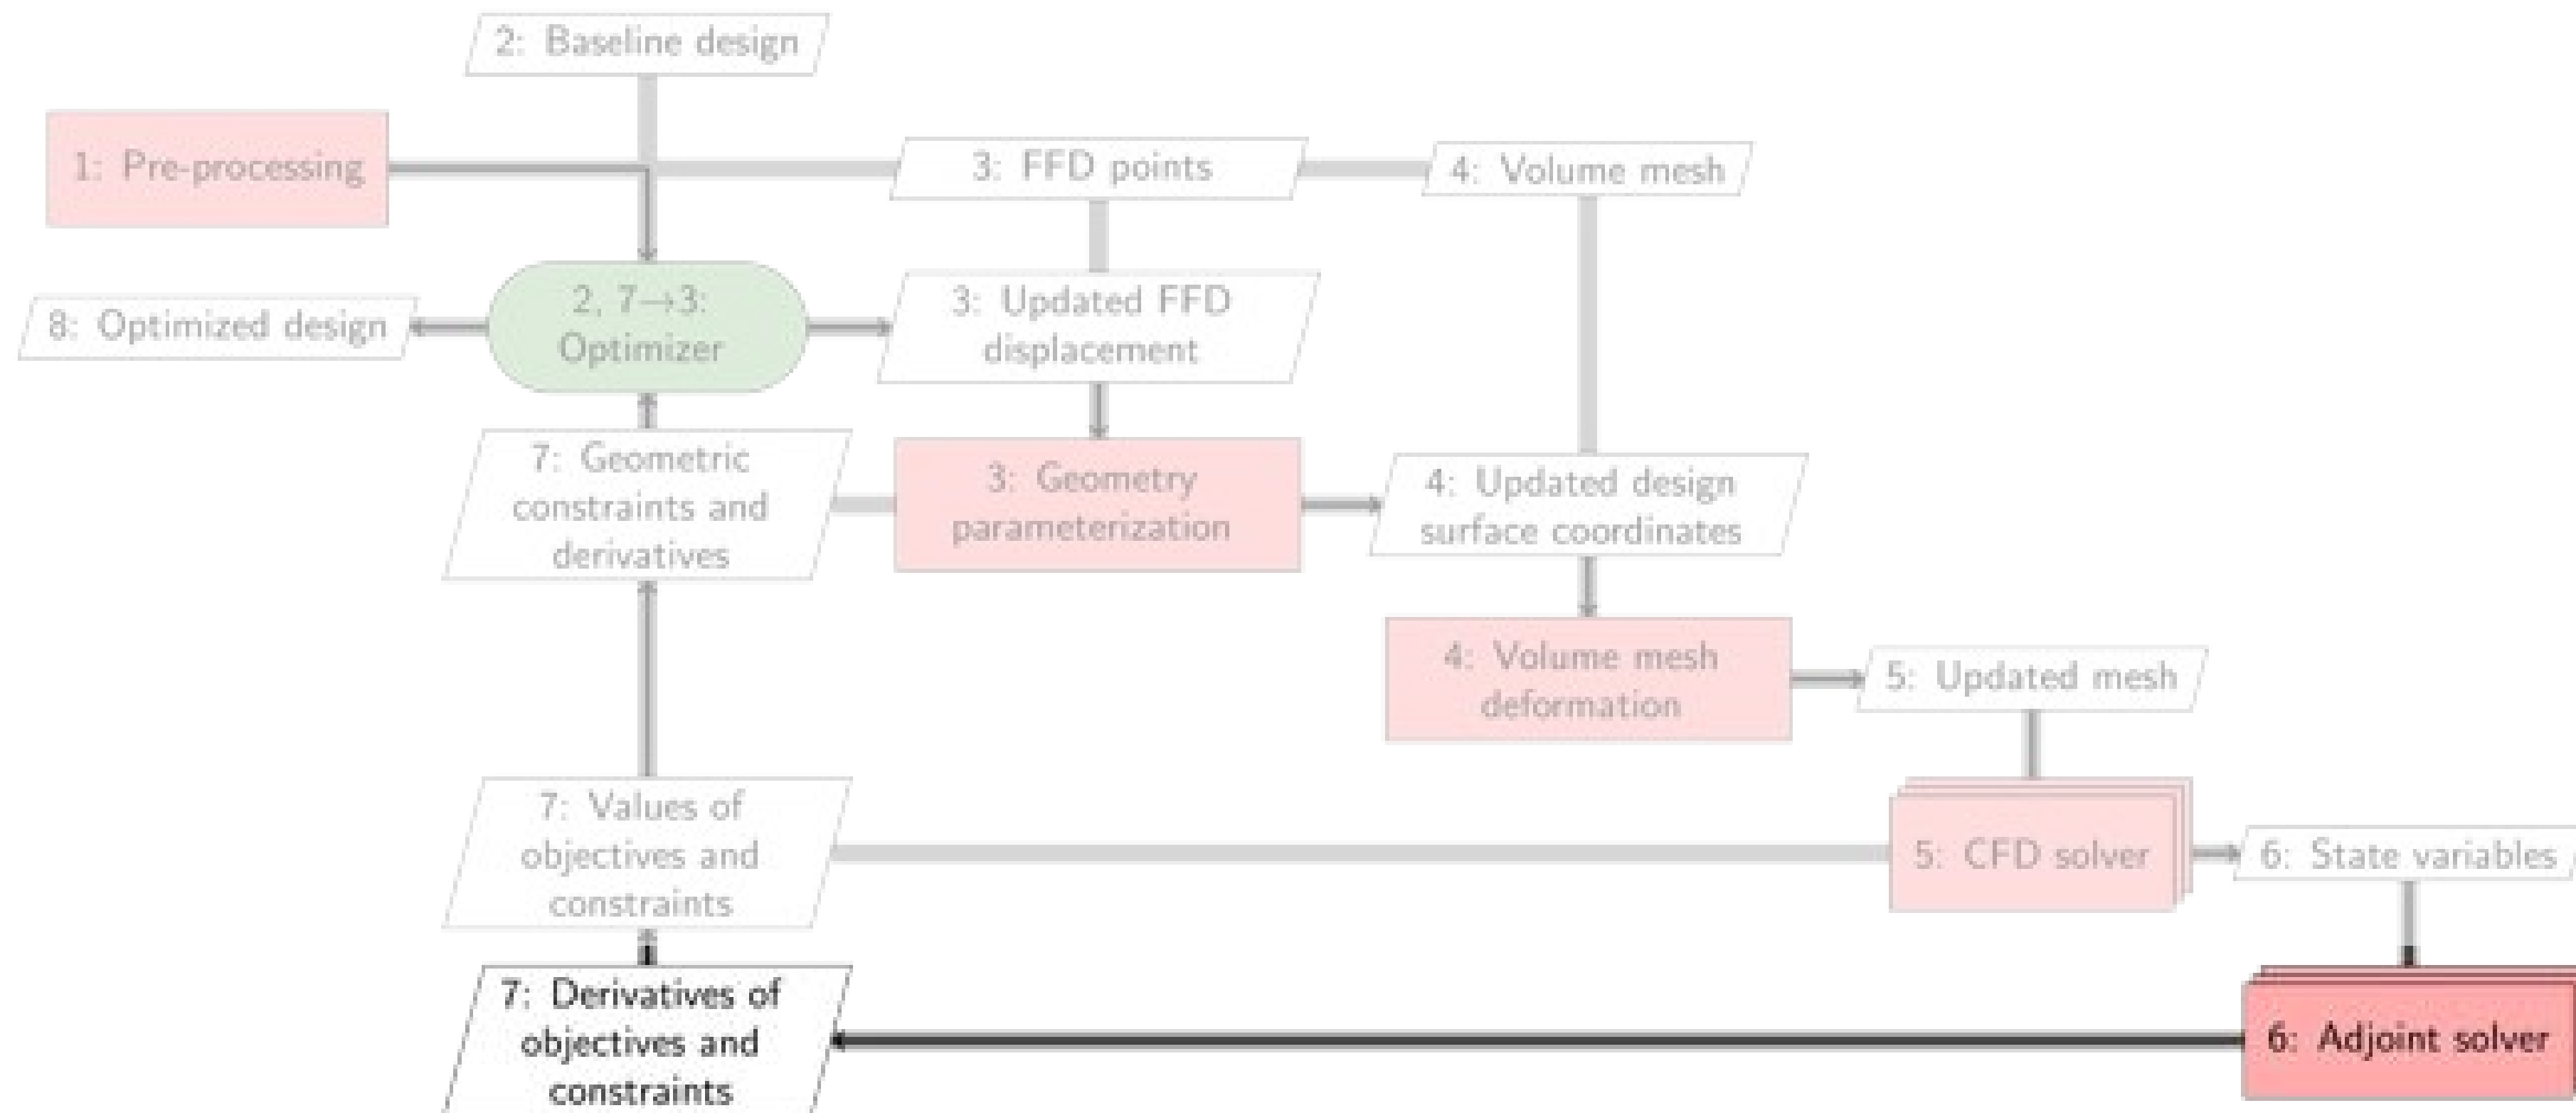 2: Baseline design
1: Pre-processing
3: FFD points
4: Volume mesh
8: Optimized design
2, 7→3:
Optimizer
3: Updated FFD
displacement
7: Geometric
constraints and
derivatives
3: Geometry
parameterization
4: Updated design
surface coordinates
4: Volume mesh
deformation
5: Updated mesh
7: Values of
objectives and
constraints
5: CFD solver
6: State variables
7: Derivatives of
objectives and
constraints
6: Adjoint solver